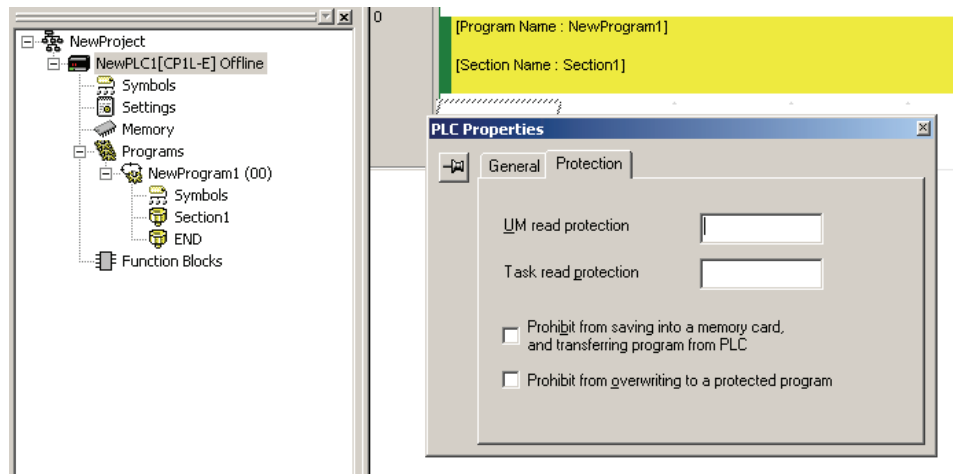 NewProject
NewPLC1[CP1L-E] Offline
Symbols
Settings
Memory
Programs
NewProgram1 (00)
Symbols
Section1
END
Function Blocks
0
[Program Name : NewProgram1]
[Section Name : Section1]
PLC Properties
General Protection
UM read protection
Task read protection
Prohibit from saving into a memory card,
and transferring program from PLC
Prohibit from overwriting to a protected program